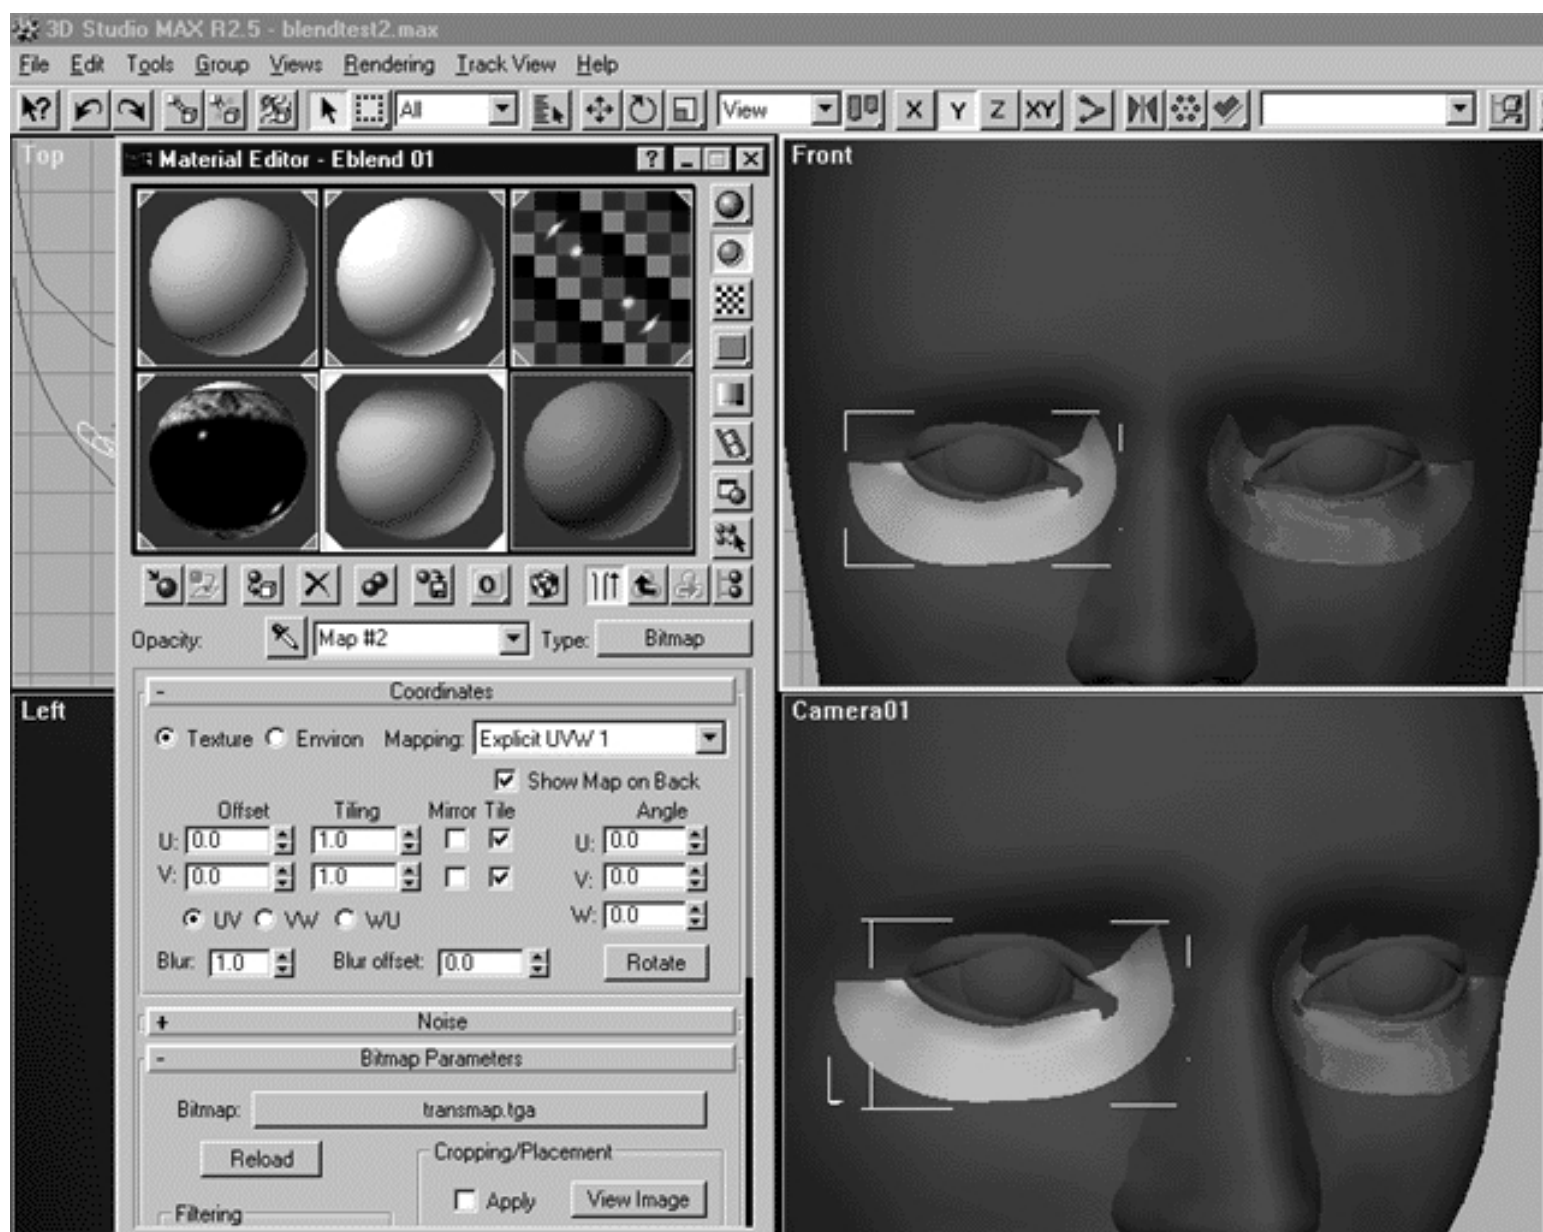 3D Studio MAX R2.5 - blendtest2.max
File Edit Tools Group Views Rendering Track View Help
All View X Y Z XY
Top
Material Editor - Eblend 01
Front
Opacity: Map #2 Type: Bitmap
- Coordinates
Left
Camera01
Texture Environ Mapping: Explicit UVW 1
Show Map on Back
Offset Tiling Mirror Tile Angle
U: 0.0 1.0 U: 0.0
V: 0.0 1.0 V: 0.0
UV VW WU W: 0.0
Blur: 1.0 Blur offset: 0.0 Rotate
+ Noise
- Bitmap Parameters
Bitmap: transmap.tga
Reload
Cropping/Placement
Apply View Image
Filtering